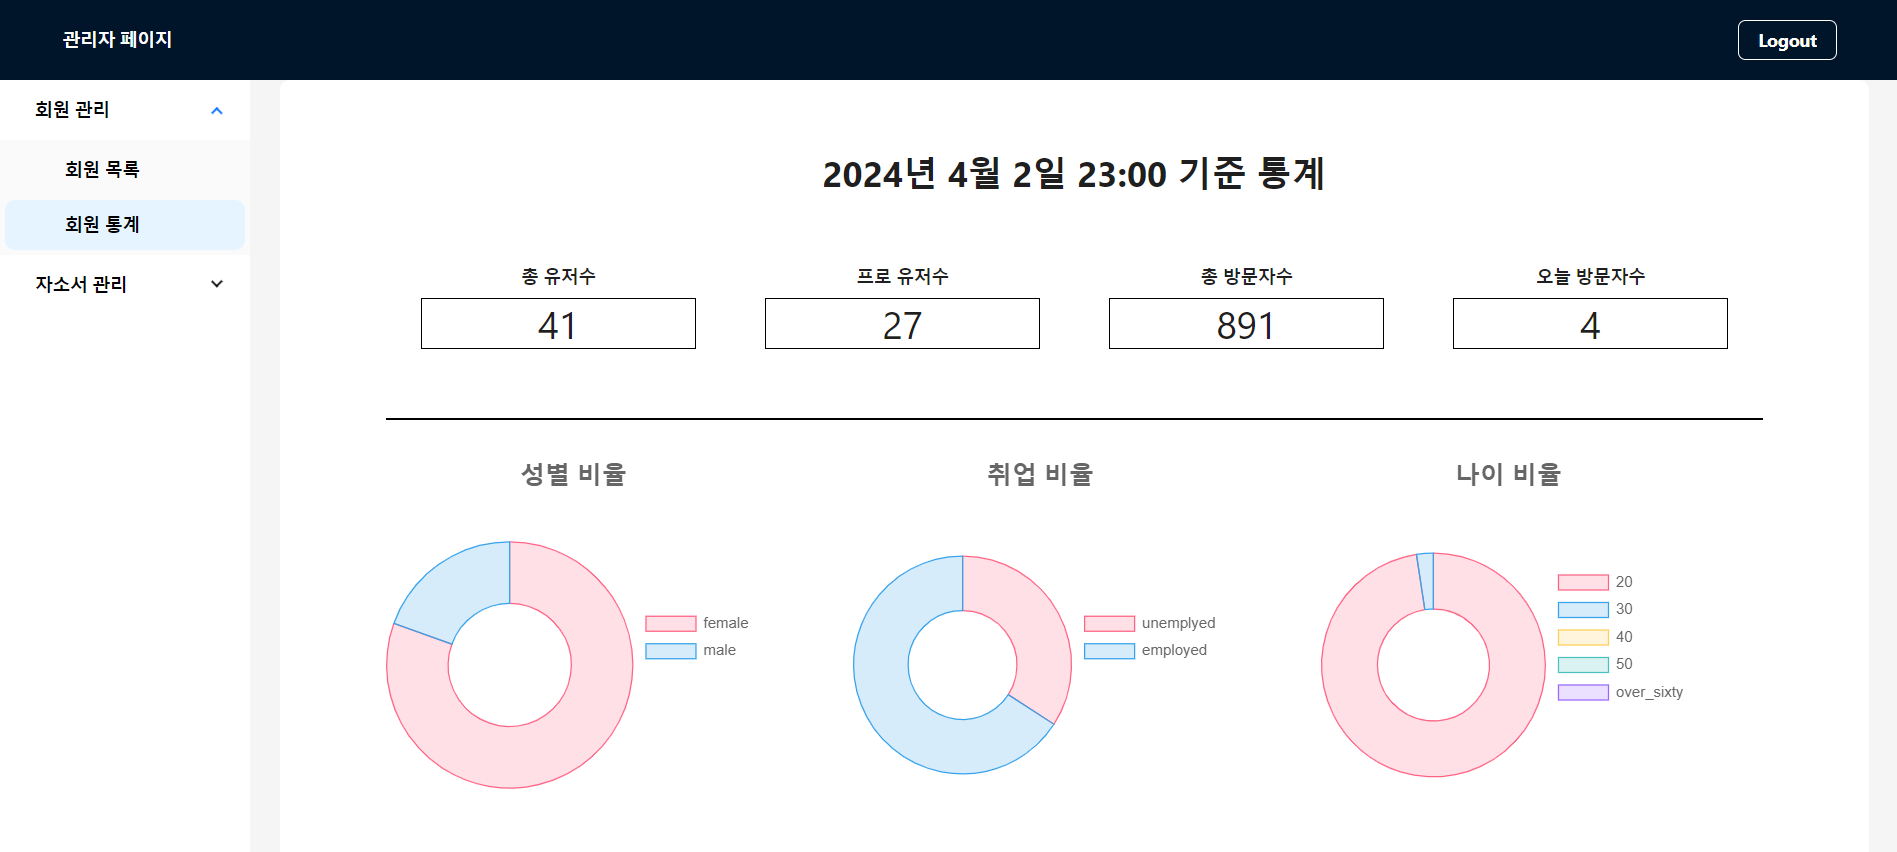 관리자 페이지
Logout
회원 관리
회원 목록
회원 통계
자소서 관리
2024년 4월 2일 23:00 기준 통계
총 유저수
41
프로 유저수
27
총 방문자수
891
오늘 방문자수
4
성별 비율
female
male
취업 비율
unemplyed
employed
나이 비율
20
30
40
50
over_sixty